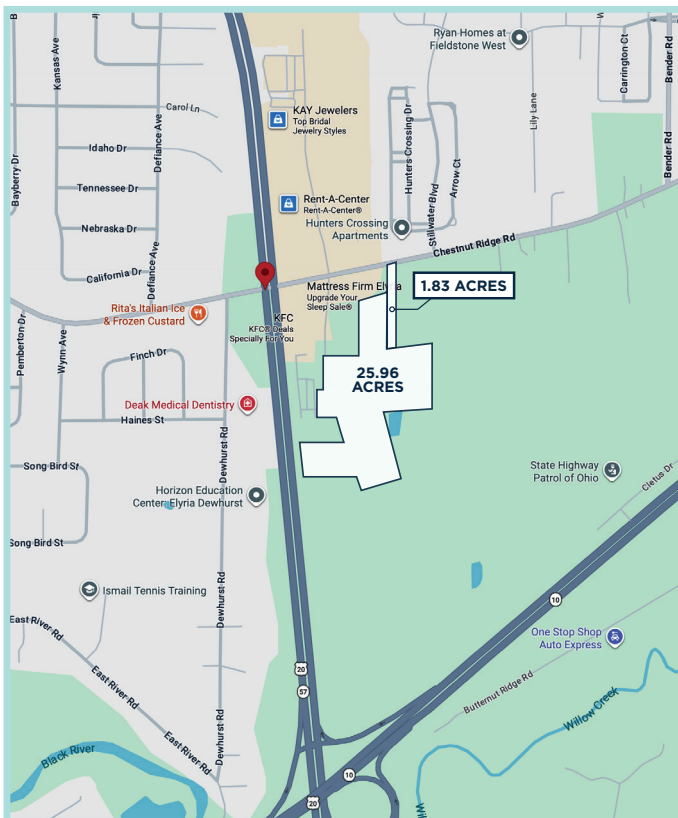 B
Kansas Ave
Bayberry Dr
Defiance Ave
Carol Ln
Idaho Dr
Tennessee Dr
Nebraska Dr
California Dr
Defiance Ave
KAY Jewelers
Top Bridal
Jewelry Styles
Rent-A-Center
Rent-A-Center®
Hunters Crossing
Apartments
Hunters Crossing Dr
Stillwater Blvd
Arrow Ct
Ryan Homes at
Fieldstone West
Lily Lane
Carrington Ct
Bender Rd
Bender Rd
Chestnut Ridge Rd
Mattress Firm Elyria
Upgrade Your
Sleep Sale®
1.83 ACRES
Rita's Italian Ice
& Frozen Custard
KFC
KFC® Deals
Specially For You
25.96
ACRES
Pemberton Dr
Wynn Ave
Finch Dr
Deak Medical Dentistry
Haines St
Dewhurst Rd
Song Bird St
Horizon Education
Center: Elyria Dewhurst
State Highway
Patrol of Ohio
Cletus Dr
Song Bird St
Ismail Tennis Training
10
One Stop Shop
Auto Express
East River Rd
Dewhurst Rd
East River Rd
20
57
Butternut Ridge Rd
Willow Creek
Dewhurst Rd
East River Rd
Black River
10
20
Wil